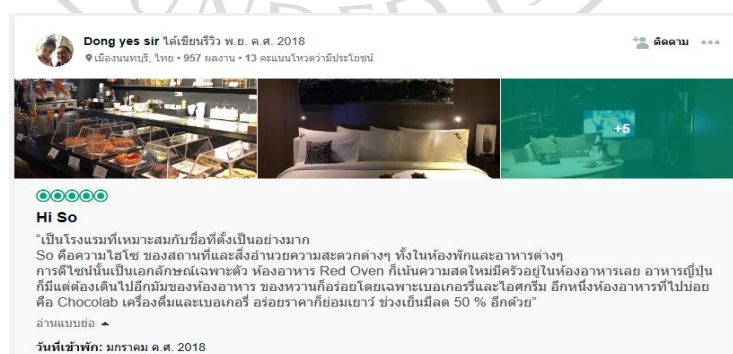 Dong yes sir ได้เขียนรีวิว พ.ย. ค.ศ. 2018
เมืองนนทบุรี, ไทย • 957 ผลงาน • 13 คะแนนโหวตว่ามีประโยชน์
ติดตาม
+5
Hi So
"เป็นโรงแรมที่เหมาะสมกับชื่อที่ตั้งเป็นอย่างมาก
So คือความไฮโซ ของสถานที่และสิ่งอำนวยความสะดวกต่างๆ ทั้งในห้องพักและอาหารต่างๆ
การดีไซน์นั้นเป็นเอกลักษณ์เฉพาะตัว ห้องอาหาร Red Oven ก็เน้นความสดใหม่มีครัวอยู่ในห้องอาหารเลย อาหารญี่ปุ่น
ก็มีแต่ต้องเดินไปอีกมุมของห้องอาหาร ของหวานก็อร่อยโดยเฉพาะเบอเกอรรี่และไอศกรีม อีกหนึ่งห้องอาหารที่ไปบ่อย
คือ Chocolab เครื่องดื่มและเบอเกอรี่ อร่อยราคาก็ย่อมเยาว์ ช่วงเย็นมีลด 50 % อีกด้วย"
อ่านแบบย่อ
วันที่เข้าพัก: มกราคม ค.ศ. 2018